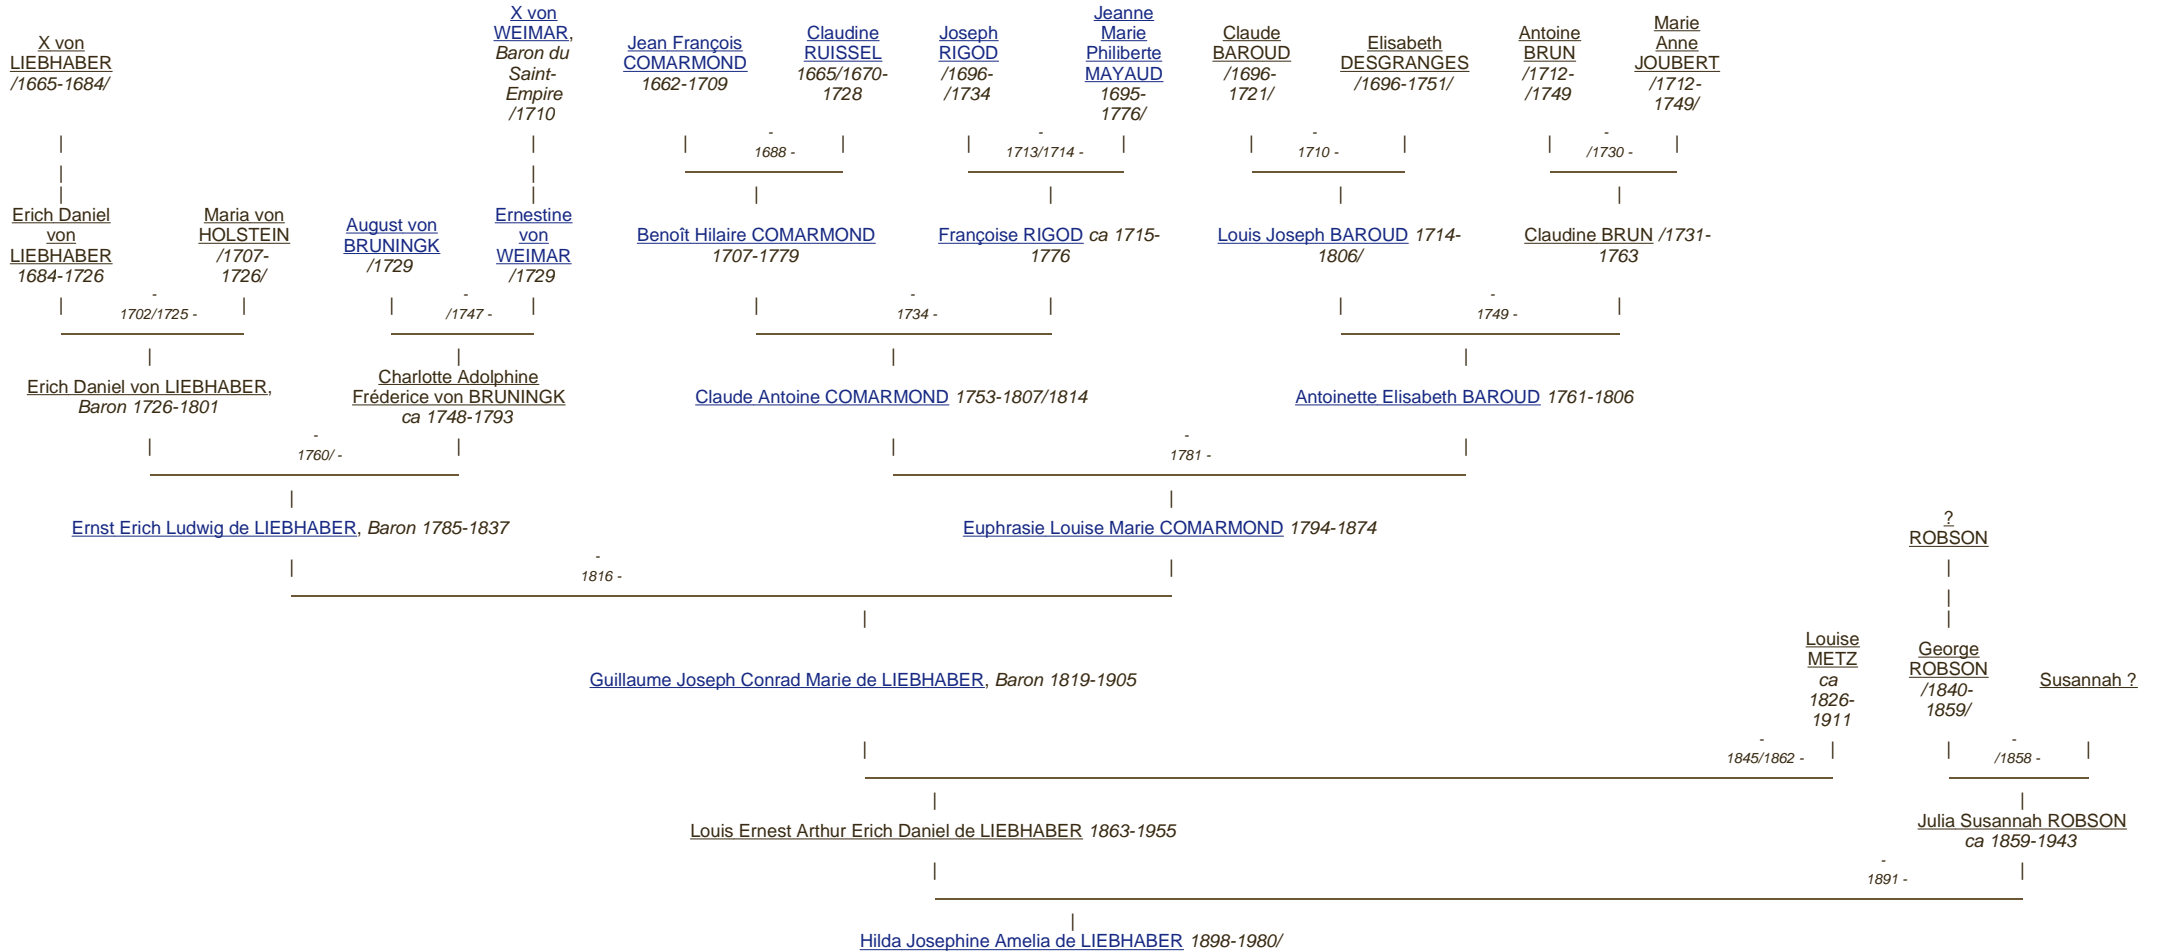 X von
LIEBHABER
/1665-1684/
X von
WEIMAR,
Baron du
Saint-
Empire
/1710
Jean François
COMARMOND
1662-1709
Claudine
RUISSEL
1665/1670-
1728
Joseph
RIGOD
/1696-
/1734
Jeanne
Marie
Philiberte
MAYAUD
1695-
1776/
Claude
BAROUD
/1696-
1721/
Elisabeth
DESGRANGES
/1696-1751/
Antoine
BRUN
/1712-
/1749
Marie
Anne
JOUBERT
/1712-
1749/
-
1688 -
-
1713/1714 -
-
1710 -
-
/1730 -
Erich Daniel
von
LIEBHABER
1684-1726
Maria von
HOLSTEIN
/1707-
1726/
August von
BRUNINGK
/1729
Ernestine
von
WEIMAR
/1729
Benoît Hilaire COMARMOND
1707-1779
Françoise RIGOD ca 1715-
1776
Louis Joseph BAROUD 1714-
1806/
Claudine BRUN /1731-
1763
-
1702/1725 -
-
/1747 -
-
1734 -
-
1749 -
Erich Daniel von LIEBHABER,
Baron 1726-1801
Charlotte Adolphine
Fréderice von BRUNINGK
ca 1748-1793
Claude Antoine COMARMOND 1753-1807/1814
Antoinette Elisabeth BAROUD 1761-1806
-
1760/ -
-
1781 -
Ernst Erich Ludwig de LIEBHABER, Baron 1785-1837
Euphrasie Louise Marie COMARMOND 1794-1874
?
ROBSON
-
1816 -
Guillaume Joseph Conrad Marie de LIEBHABER, Baron 1819-1905
Louise
METZ
ca
1826-
1911
George
ROBSON
/1840-
1859/
Susannah ?
-
1845/1862 -
-
/1858 -
Louis Ernest Arthur Erich Daniel de LIEBHABER 1863-1955
Julia Susannah ROBSON
ca 1859-1943
-
1891 -
Hilda Josephine Amelia de LIEBHABER 1898-1980/